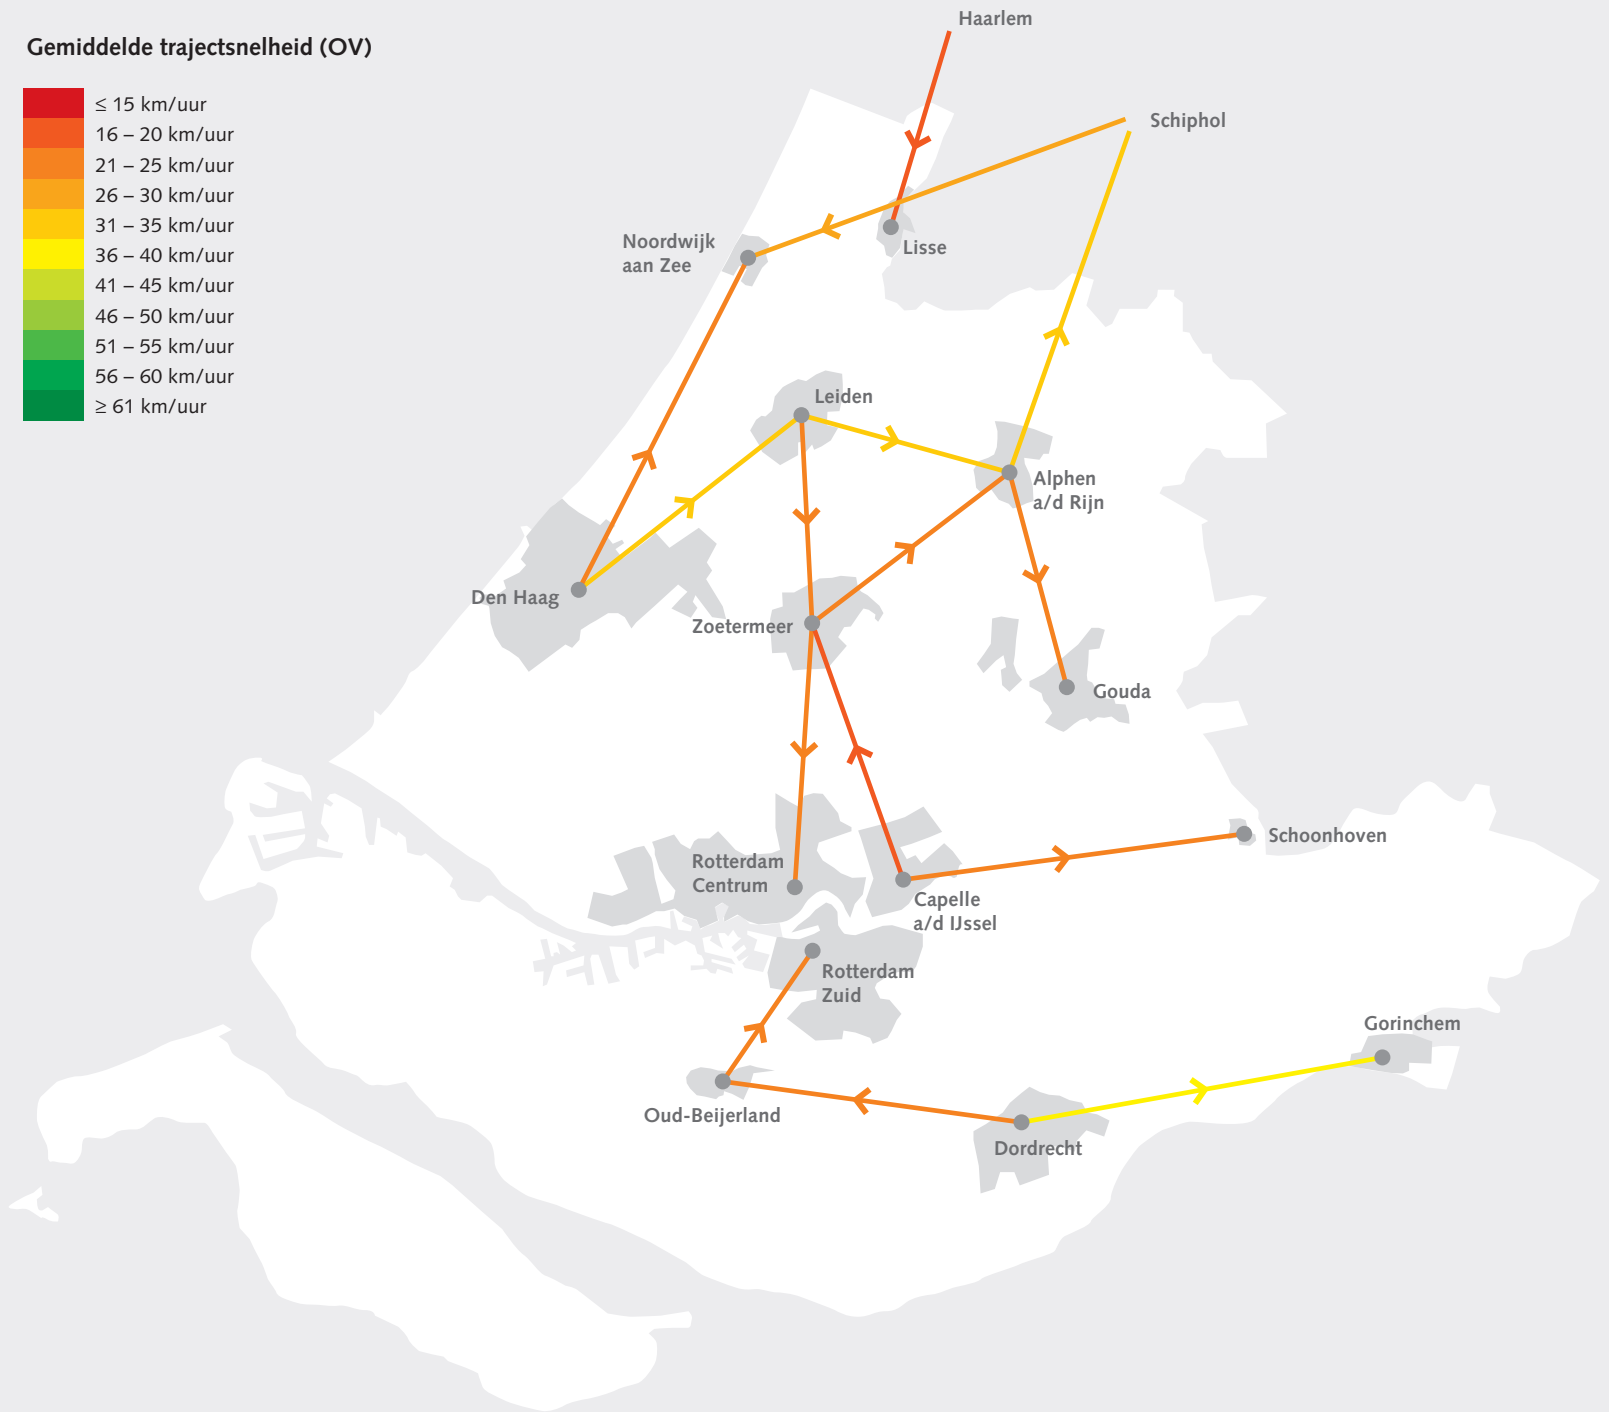 Gemiddelde trajectsnelheid (OV)
≤ 15 km/uur
16 – 20 km/uur
21 – 25 km/uur
26 – 30 km/uur
31 – 35 km/uur
36 – 40 km/uur
41 – 45 km/uur
46 – 50 km/uur
51 – 55 km/uur
56 – 60 km/uur
≥ 61 km/uur
Haarlem
Schiphol
Noordwijk
aan Zee
Lisse
Leiden
Alphen
a/d Rijn
Den Haag
Zoetermeer
Gouda
Schoonhoven
Rotterdam
Centrum
Capelle
a/d IJssel
Rotterdam
Zuid
Gorinchem
Oud-Beijerland
Dordrecht